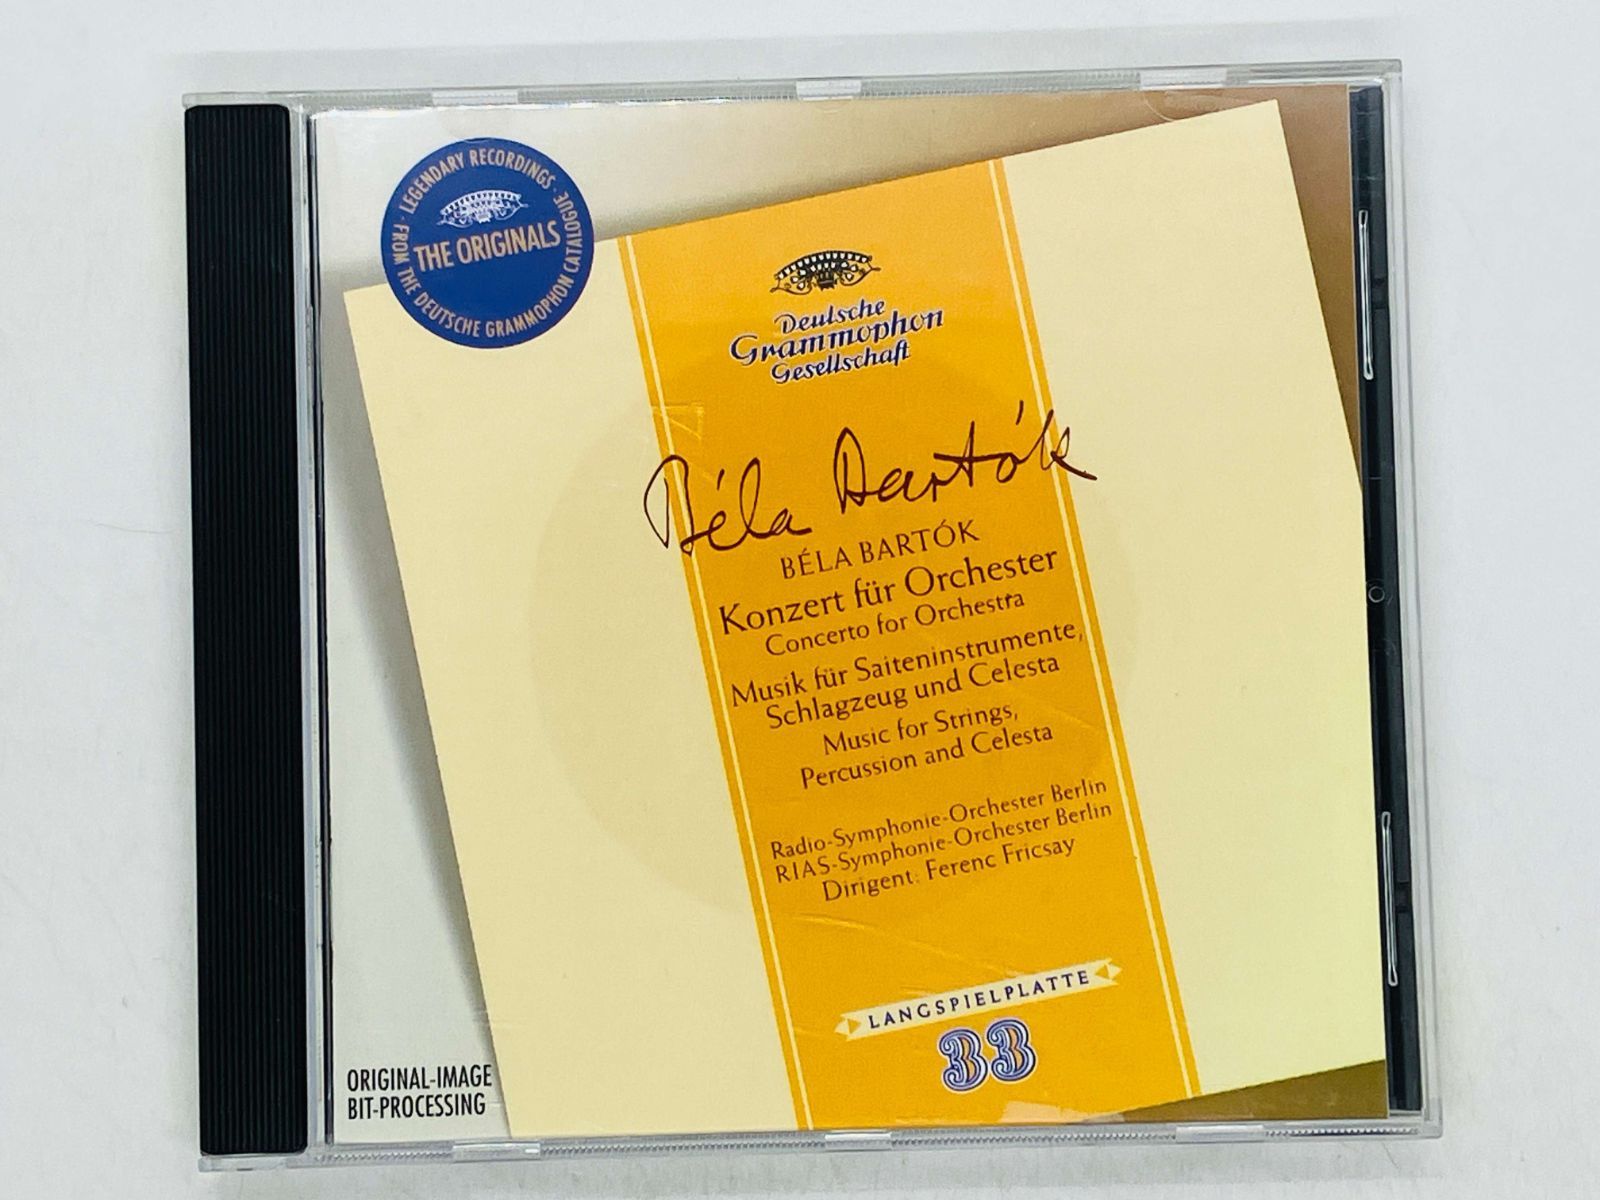 LEGENDARY RECORDINGS ·
FROM THE DEUTSCHE GRAMMOPHON CATALOGUE ·
THE ORIGINALS
Deutsche
Grammophon
Gesellschaft
Béla Bartók
BÉLA BARTÓK
Konzert für Orchester
Concerto for Orchestra
Musik für Saiteninstrumente,
Schlagzeug und Celesta
Music for Strings,
Percussion and Celesta
Radio-Symphonie-Orchester Berlin
RIAS-Symphonie-Orchester Berlin
Dirigent: Ferenc Fricsay
LANGSPIELPLATTE
33
ORIGINAL-IMAGE
BIT-PROCESSING